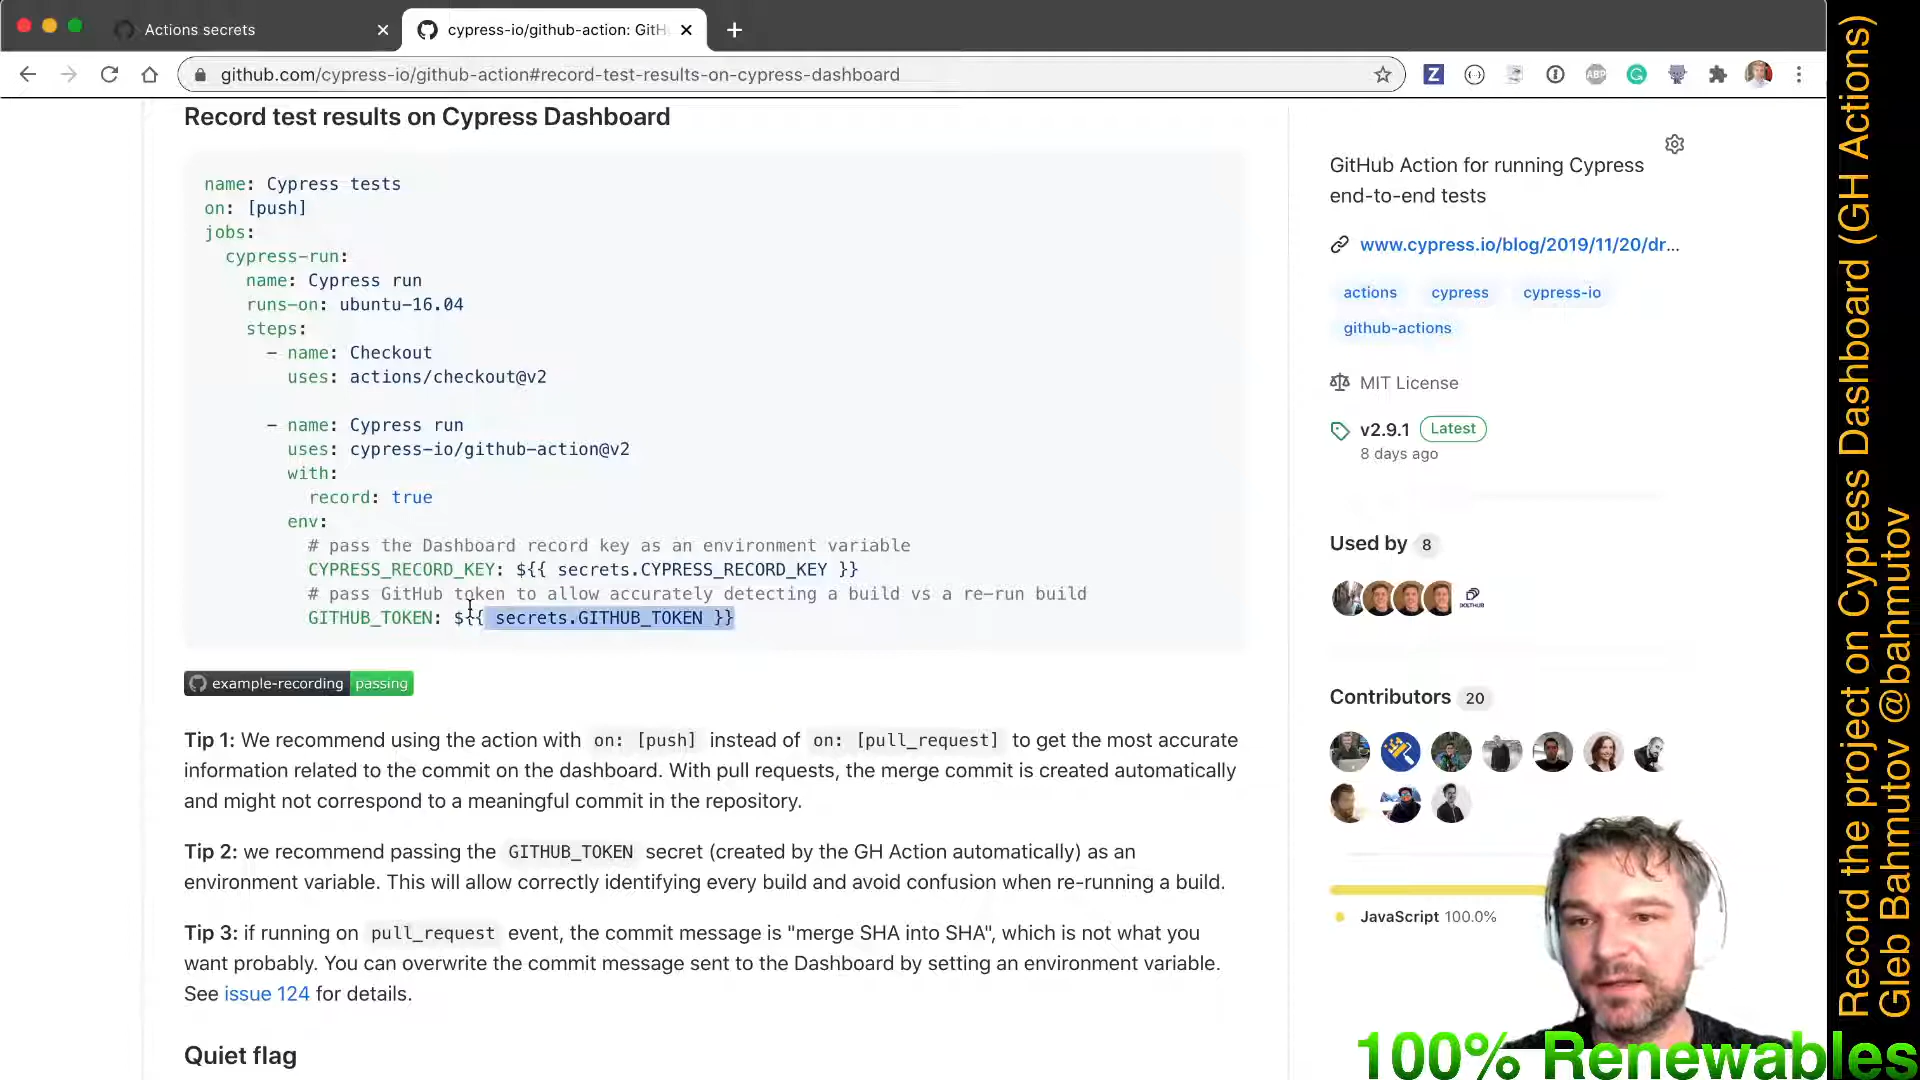 Actions secrets
cypress-io/github-action: GitH
github.com/cypress-io/github-action#record-test-results-on-cypress-dashboard
Z
ABP
Record test results on Cypress Dashboard
name: Cypress tests
on: [push]
jobs:
cypress-run:
name: Cypress run
runs-on: ubuntu-16.04
steps:
- name: Checkout
uses: actions/checkout@v2
- name: Cypress run
uses: cypress-io/github-action@v2
with:
record: true
env:
# pass the Dashboard record key as an environment variable
CYPRESS_RECORD_KEY: ${{ secrets.CYPRESS_RECORD_KEY }}
# pass GitHub token to allow accurately detecting a build vs a re-run build
GITHUB_TOKEN: ${{ secrets.GITHUB_TOKEN }}
example-recording passing
Tip 1: We recommend using the action with on: [push] instead of on: [pull_request] to get the most accurate
information related to the commit on the dashboard. With pull requests, the merge commit is created automatically
and might not correspond to a meaningful commit in the repository.
Tip 2: we recommend passing the GITHUB_TOKEN secret (created by the GH Action automatically) as an
environment variable. This will allow correctly identifying every build and avoid confusion when re-running a build.
Tip 3: if running on pull_request event, the commit message is "merge SHA into SHA", which is not what you
want probably. You can overwrite the commit message sent to the Dashboard by setting an environment variable.
See issue 124 for details.
Quiet flag
GitHub Action for running Cypress
end-to-end tests
www.cypress.io/blog/2019/11/20/dr...
actions cypress cypress-io
github-actions
MIT License
v2.9.1 Latest
8 days ago
Used by 8
BOLTHUB
Contributors 20
JavaScript 100.0%
Record the project on Cypress Dashboard (GH Actions)
Gleb Bahmutov @bahmutov
100% Renewables